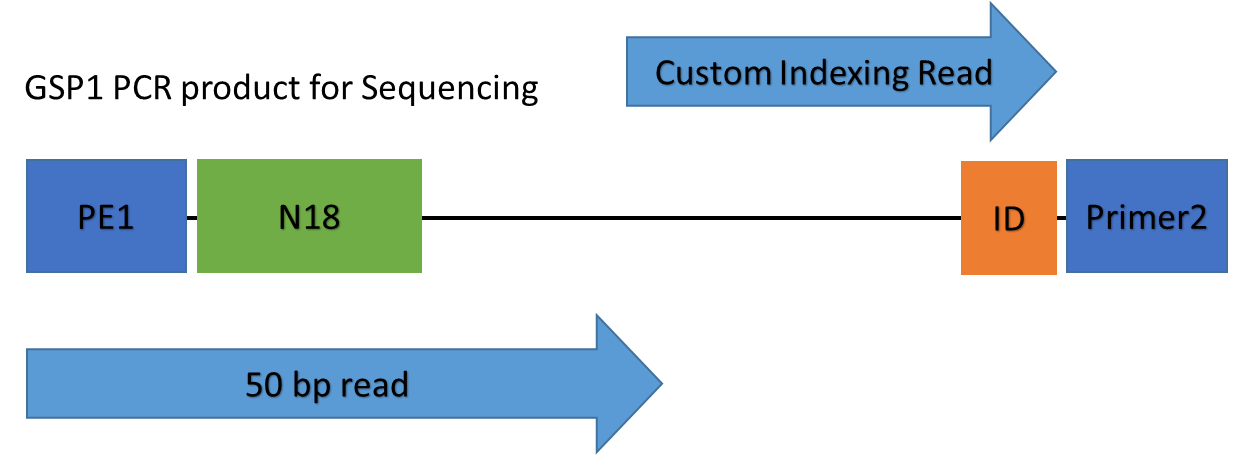 Custom Indexing Read
GSP1 PCR product for Sequencing
PE1
N18
ID
Primer2
50 bp read